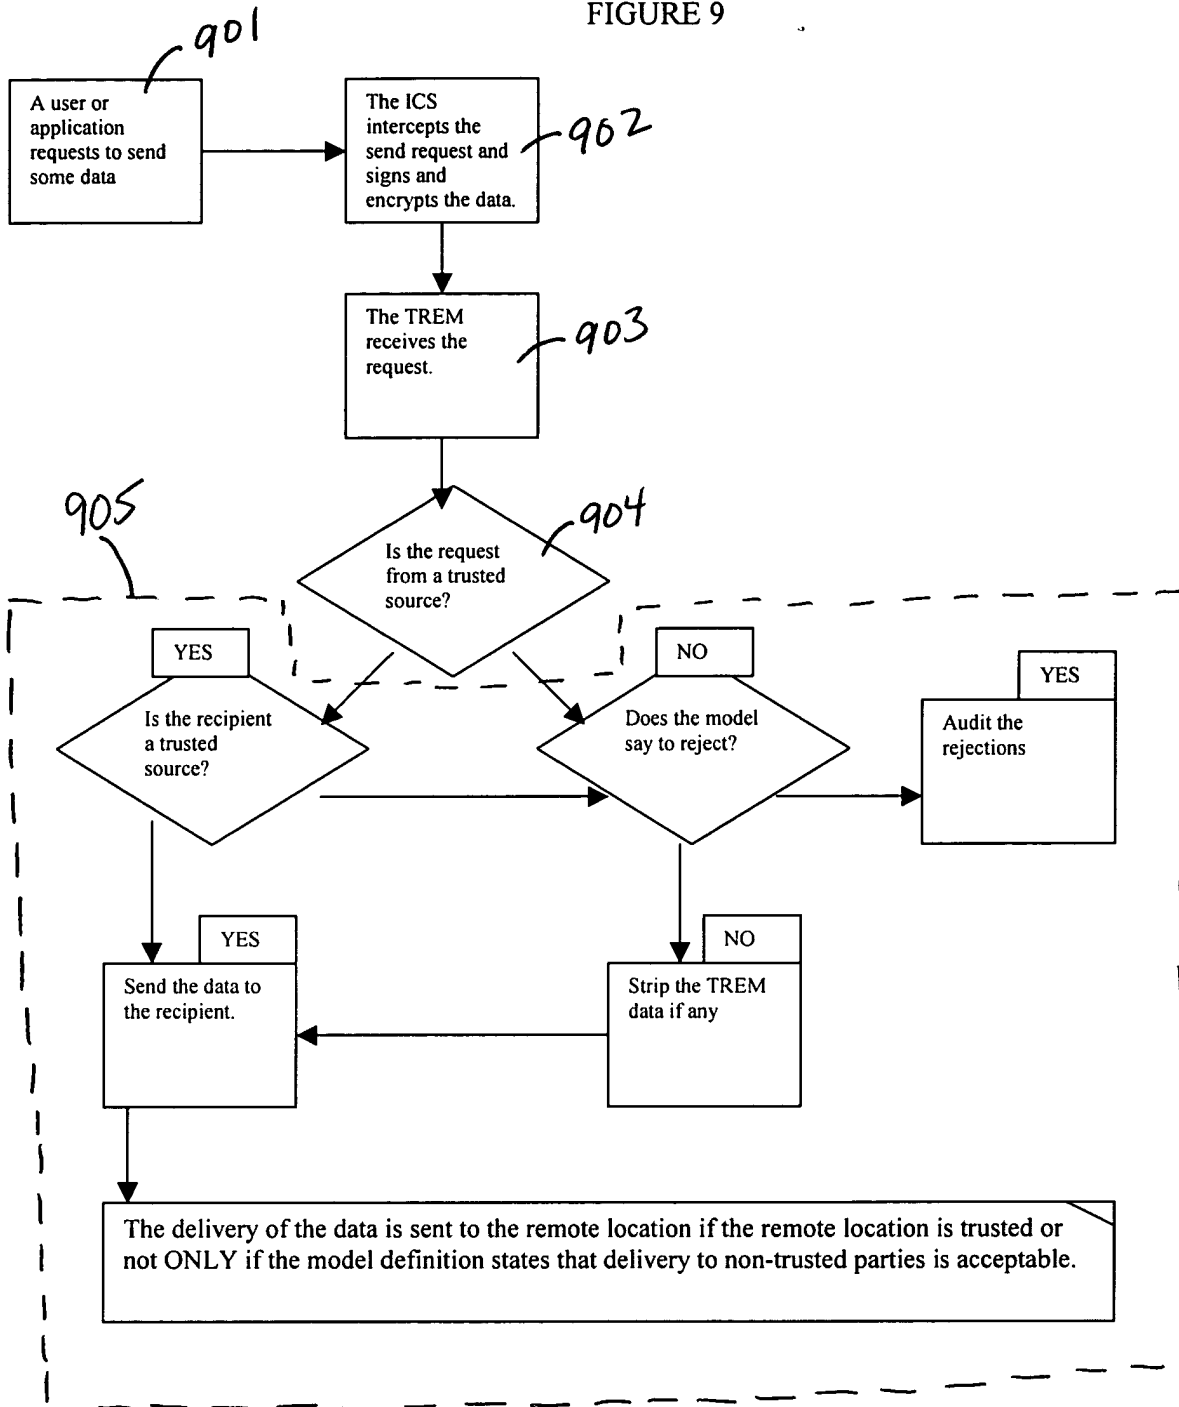 FIGURE 9
901
A user or
application
requests to send
some data
The ICS
intercepts the
send request and
signs and
encrypts the data.
902
The TREM
receives the
request.
903
905
904
Is the request
from a trusted
source?
YES
Is the recipient
a trusted
source?
NO
Does the model
say to reject?
YES
Audit the
rejections
YES
Send the data to
the recipient.
NO
Strip the TREM
data if any
The delivery of the data is sent to the remote location if the remote location is trusted or
not ONLY if the model definition states that delivery to non-trusted parties is acceptable.